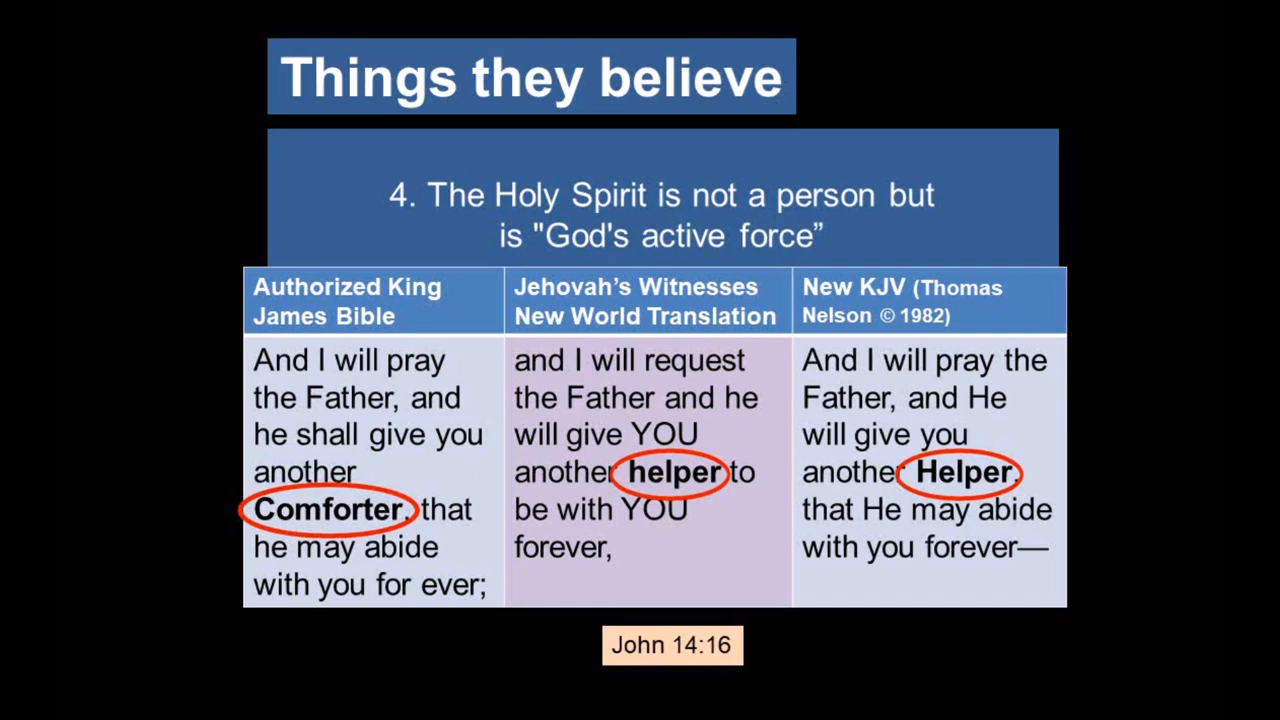 Things they believe
4. The Holy Spirit is not a person but
is "God's active force”
Authorized King
James Bible
And I will pray
the Father, and
he shall give you
another
Comforter, that
he may abide
with you for ever;
Jehovah’s Witnesses
New World Translation
and I will request
the Father and he
will give YOU
another helper to
be with YOU
forever,
New KJV (Thomas
Nelson © 1982)
And I will pray the
Father, and He
will give you
another Helper,
that He may abide
with you forever—
John 14:16